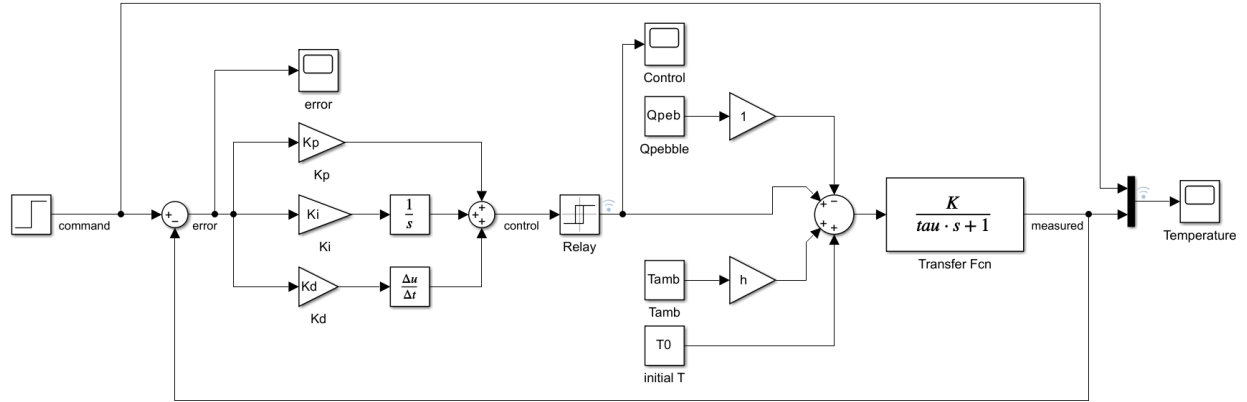 error
Control
Qpeb
1
Qpebble
Kp
Kp
command
+
−
error
Ki
Ki
1
s
+
+
+
control
Relay
+
−
+
+
K
tau · s + 1
Transfer Fcn
measured
Temperature
Kd
Kd
Δu
Δt
Tamb
h
Tamb
T0
initial T